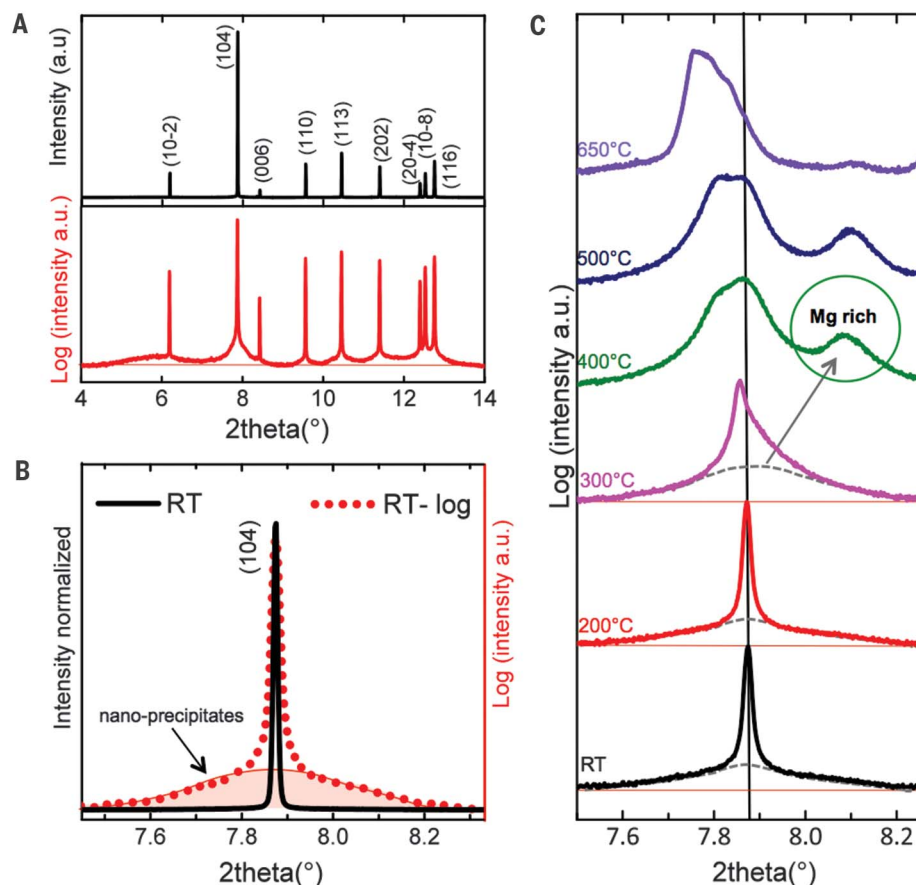 A
Intensity (a.u)
(10-2)
(104)
(006)
(110)
(113)
(202)
(20-4)
(10-8)
(116)
Log (intensity a.u.)
4 6 8 10 12 14
2theta(°)
B
RT
RT- log
(104)
nano-precipitates
Intensity normalized
Log (intensity a.u.)
7.6 7.8 8.0 8.2
2theta(°)
C
650°C
500°C
Mg rich
400°C
300°C
200°C
RT
Log (intensity a.u.)
7.6 7.8 8.0 8.2
2theta(°)